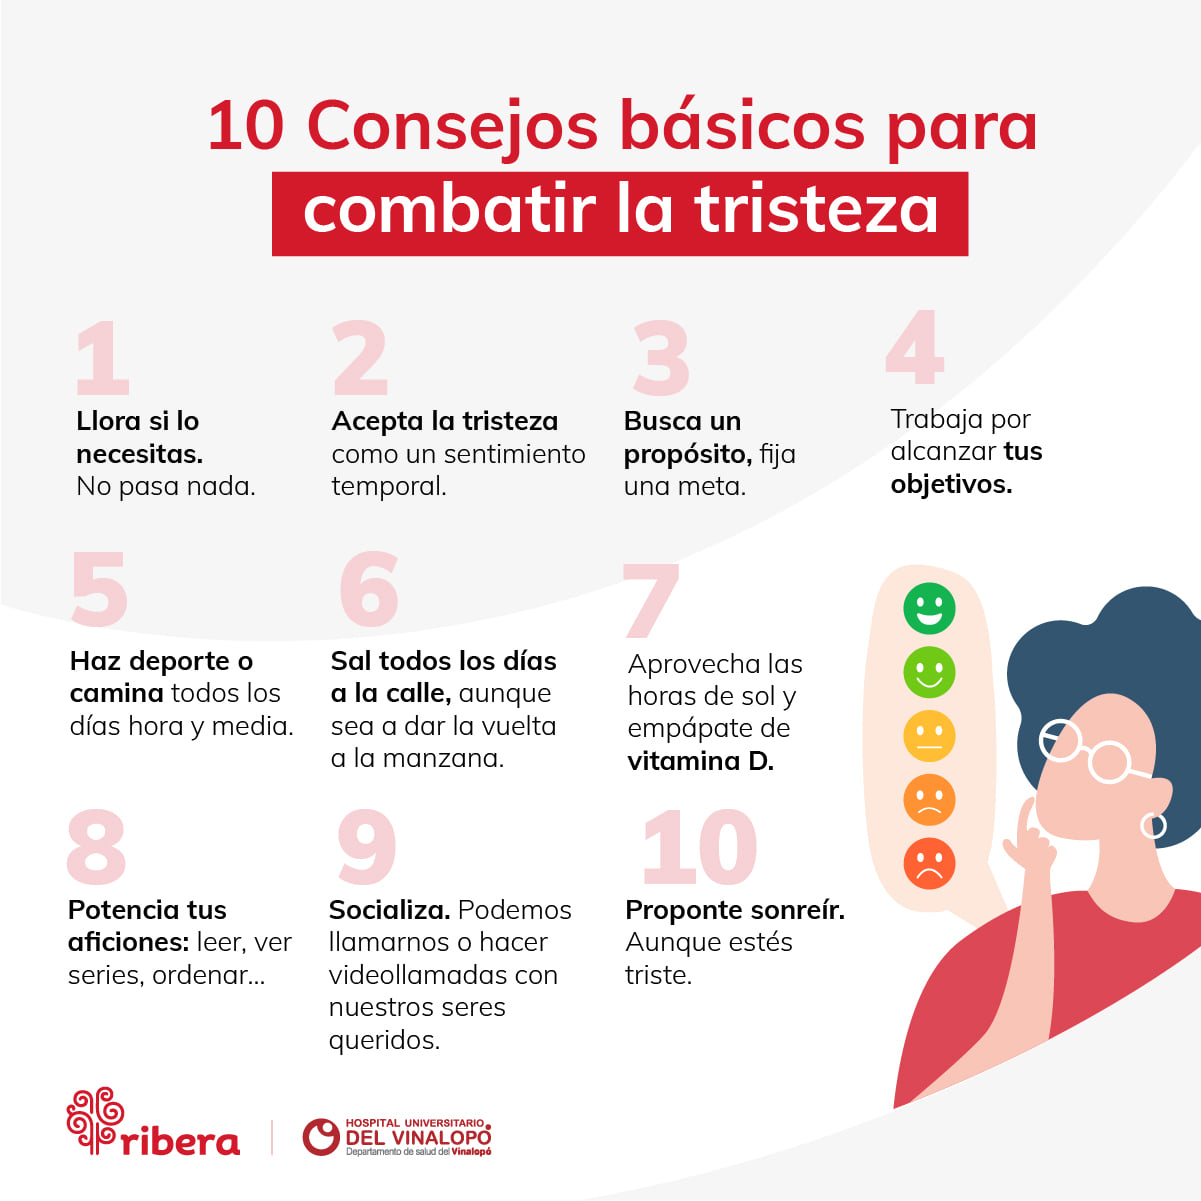 10 Consejos básicos para
combatir la tristeza
1
Llora si lo
necesitas.
No pasa nada.
2
Acepta la tristeza
como un sentimiento
temporal.
3
Busca un
propósito, fija
una meta.
4
Trabaja por
alcanzar tus
objetivos.
5
Haz deporte o
camina todos los
días hora y media.
6
Sal todos los días
a la calle, aunque
sea a dar la vuelta
a la manzana.
7
Aprovecha las
horas de sol y
empápate de
vitamina D.
8
Potencia tus
aficiones: leer, ver
series, ordenar...
9
Socializa. Podemos
llamarnos o hacer
videollamadas con
nuestros seres
queridos.
10
Proponte sonreír.
Aunque estés
triste.
ribera
HOSPITAL UNIVERSITARIO
DEL VINALOPÓ
Departamento de salud del Vinalopó